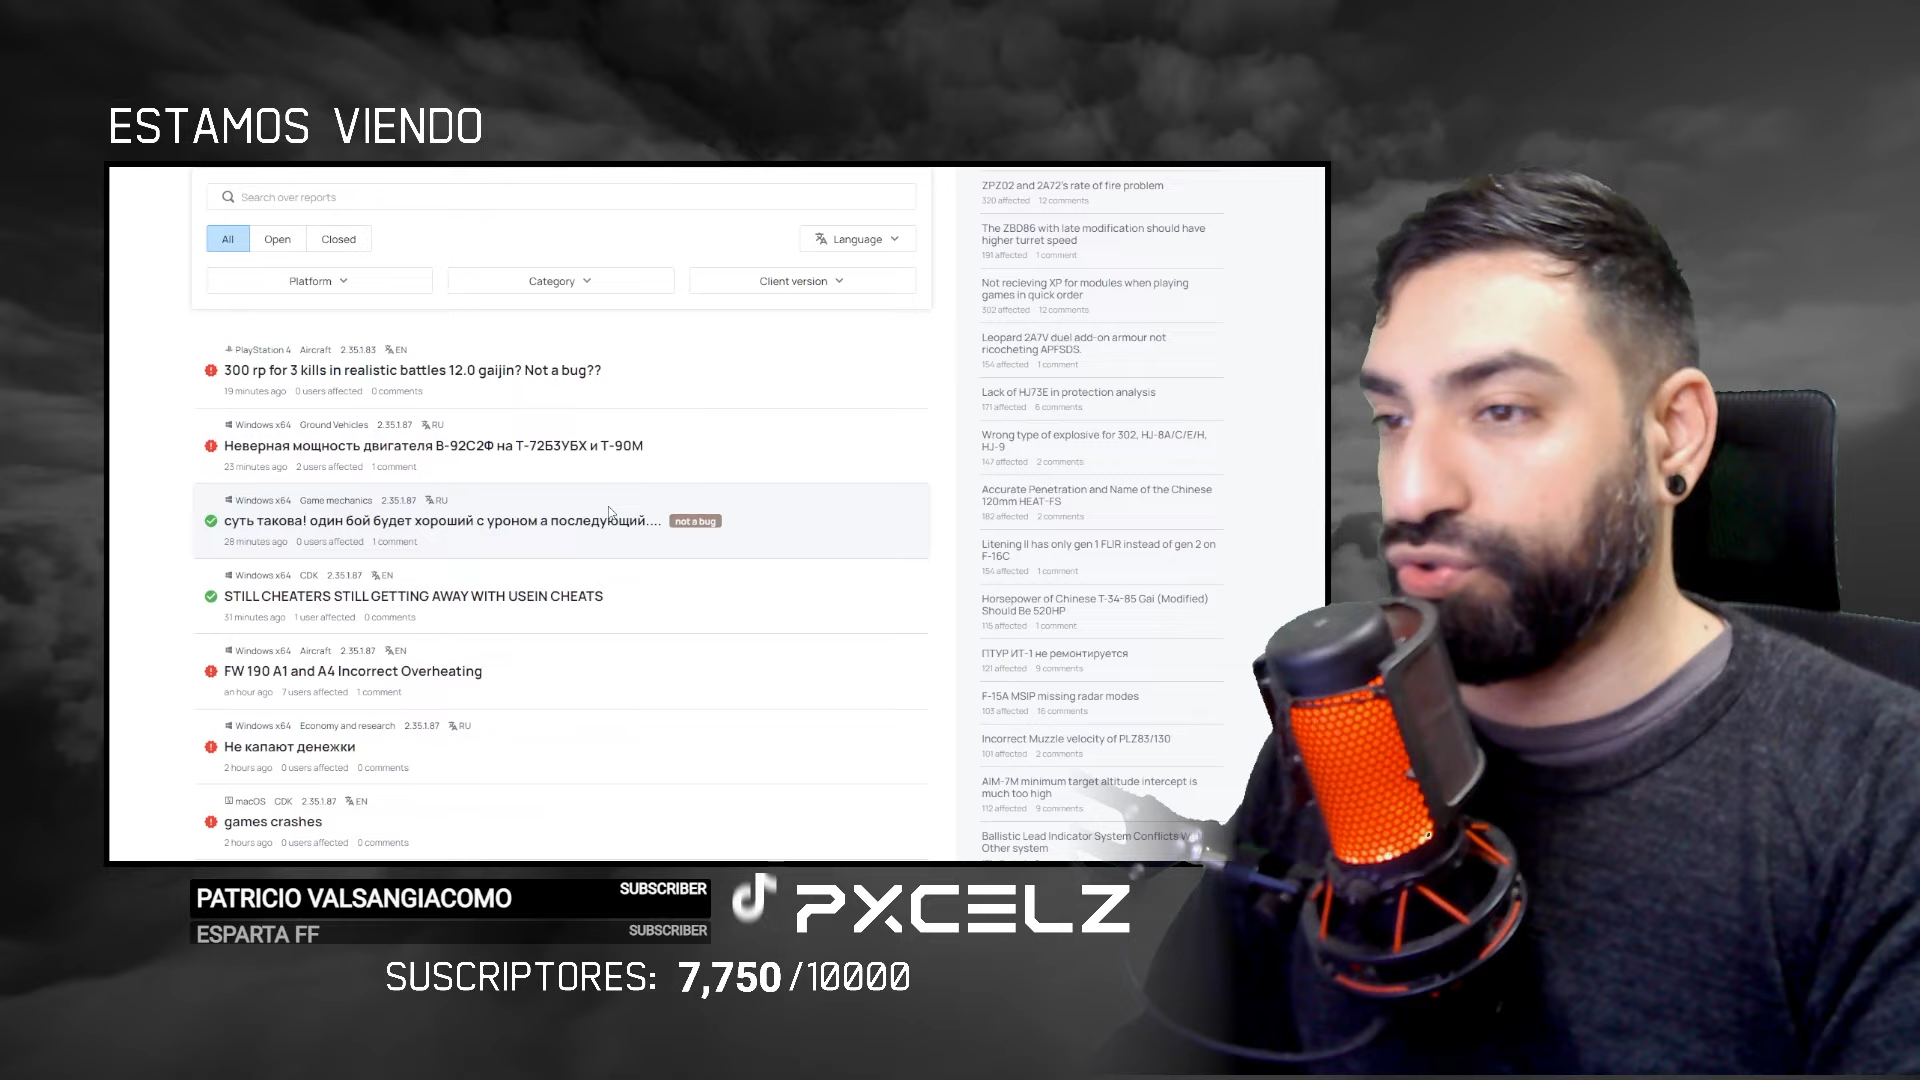 ESTAMOS VIENDO
Search over reports
All
Open
Closed
Language
Platform
Category
Client version
PlayStation 4 Aircraft 2.35.1.83 EN
300 rp for 3 kills in realistic battles 12.0 gaijin? Not a bug??
19 minutes ago 0 users affected 0 comments
Windows x64 Ground Vehicles 2.35.1.87 RU
Неверная мощность двигателя В-92С2Ф на Т-72Б3УБХ и Т-90М
23 minutes ago 2 users affected 1 comment
Windows x64 Game mechanics 2.35.1.87 RU
суть такова! один бой будет хороший с уроном а последующий.... not a bug
28 minutes ago 0 users affected 1 comment
Windows x64 CDK 2.35.1.87 EN
STILL CHEATERS STILL GETTING AWAY WITH USEIN CHEATS
31 minutes ago 1 user affected 0 comments
Windows x64 Aircraft 2.35.1.87 EN
FW 190 A1 and A4 Incorrect Overheating
an hour ago 7 users affected 1 comment
Windows x64 Economy and research 2.35.1.87 RU
Не капают денежки
2 hours ago 0 users affected 0 comments
macOS CDK 2.35.1.87 EN
games crashes
2 hours ago 0 users affected 0 comments
ZPZ02 and 2A72's rate of fire problem
320 affected 12 comments
The ZBD86 with late modification should have
higher turret speed
191 affected 1 comment
Not recieving XP for modules when playing
games in quick order
302 affected 12 comments
Leopard 2A7V duel add-on armour not
ricocheting APFSDS.
154 affected 1 comment
Lack of HJ73E in protection analysis
171 affected 6 comments
Wrong type of explosive for 302, HJ-8A/C/E/H,
HJ-9
147 affected 2 comments
Accurate Penetration and Name of the Chinese
120mm HEAT-FS
182 affected 2 comments
Litening II has only gen 1 FLIR instead of gen 2 on
F-16C
154 affected 1 comment
Horsepower of Chinese T-34-85 Gai (Modified)
Should Be 520HP
115 affected 1 comment
ПТУР ИТ-1 не ремонтируется
121 affected 9 comments
F-15A MSIP missing radar modes
103 affected 16 comments
Incorrect Muzzle velocity of PLZ83/130
101 affected 2 comments
AIM-7M minimum target altitude intercept is
much too high
112 affected 9 comments
Ballistic Lead Indicator System Conflicts
Other system
PATRICIO VALSANGIACOMO SUBSCRIBER
ESPARTA FF SUBSCRIBER
PXCELZ
SUSCRIPTORES: 7,750 /10000